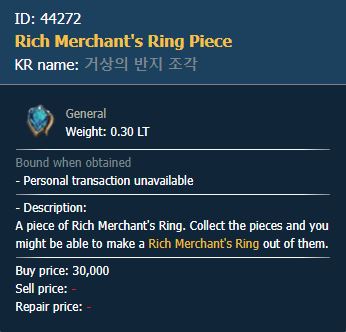 ID: 44272
Rich Merchant's Ring Piece
KR name: 거상의 반지 조각
General
Weight: 0.30 LT
Bound when obtained
- Personal transaction unavailable
- Description:
A piece of Rich Merchant's Ring. Collect the pieces and you
might be able to make a Rich Merchant's Ring out of them.
Buy price: 30,000
Sell price: -
Repair price: -